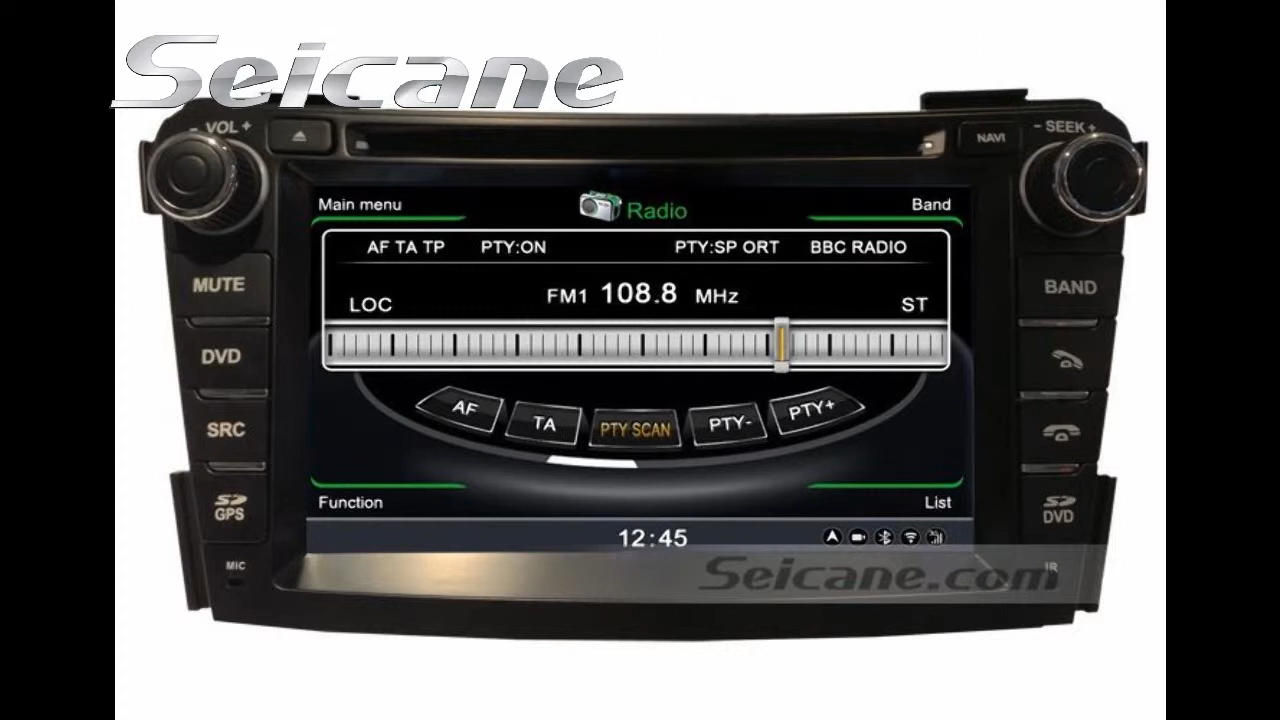 Seicane
- VOL +
NAVI
- SEEK +
Main menu
Radio
Band
AF TA TP PTY:ON PTY:SP ORT BBC RADIO
LOC
FM1 108.8 MHz
ST
MUTE
DVD
SRC
SD
GPS
MIC
BAND
SD
DVD
IR
AF
TA
PTY SCAN
PTY-
PTY+
Function
List
12:45
Seicane.com